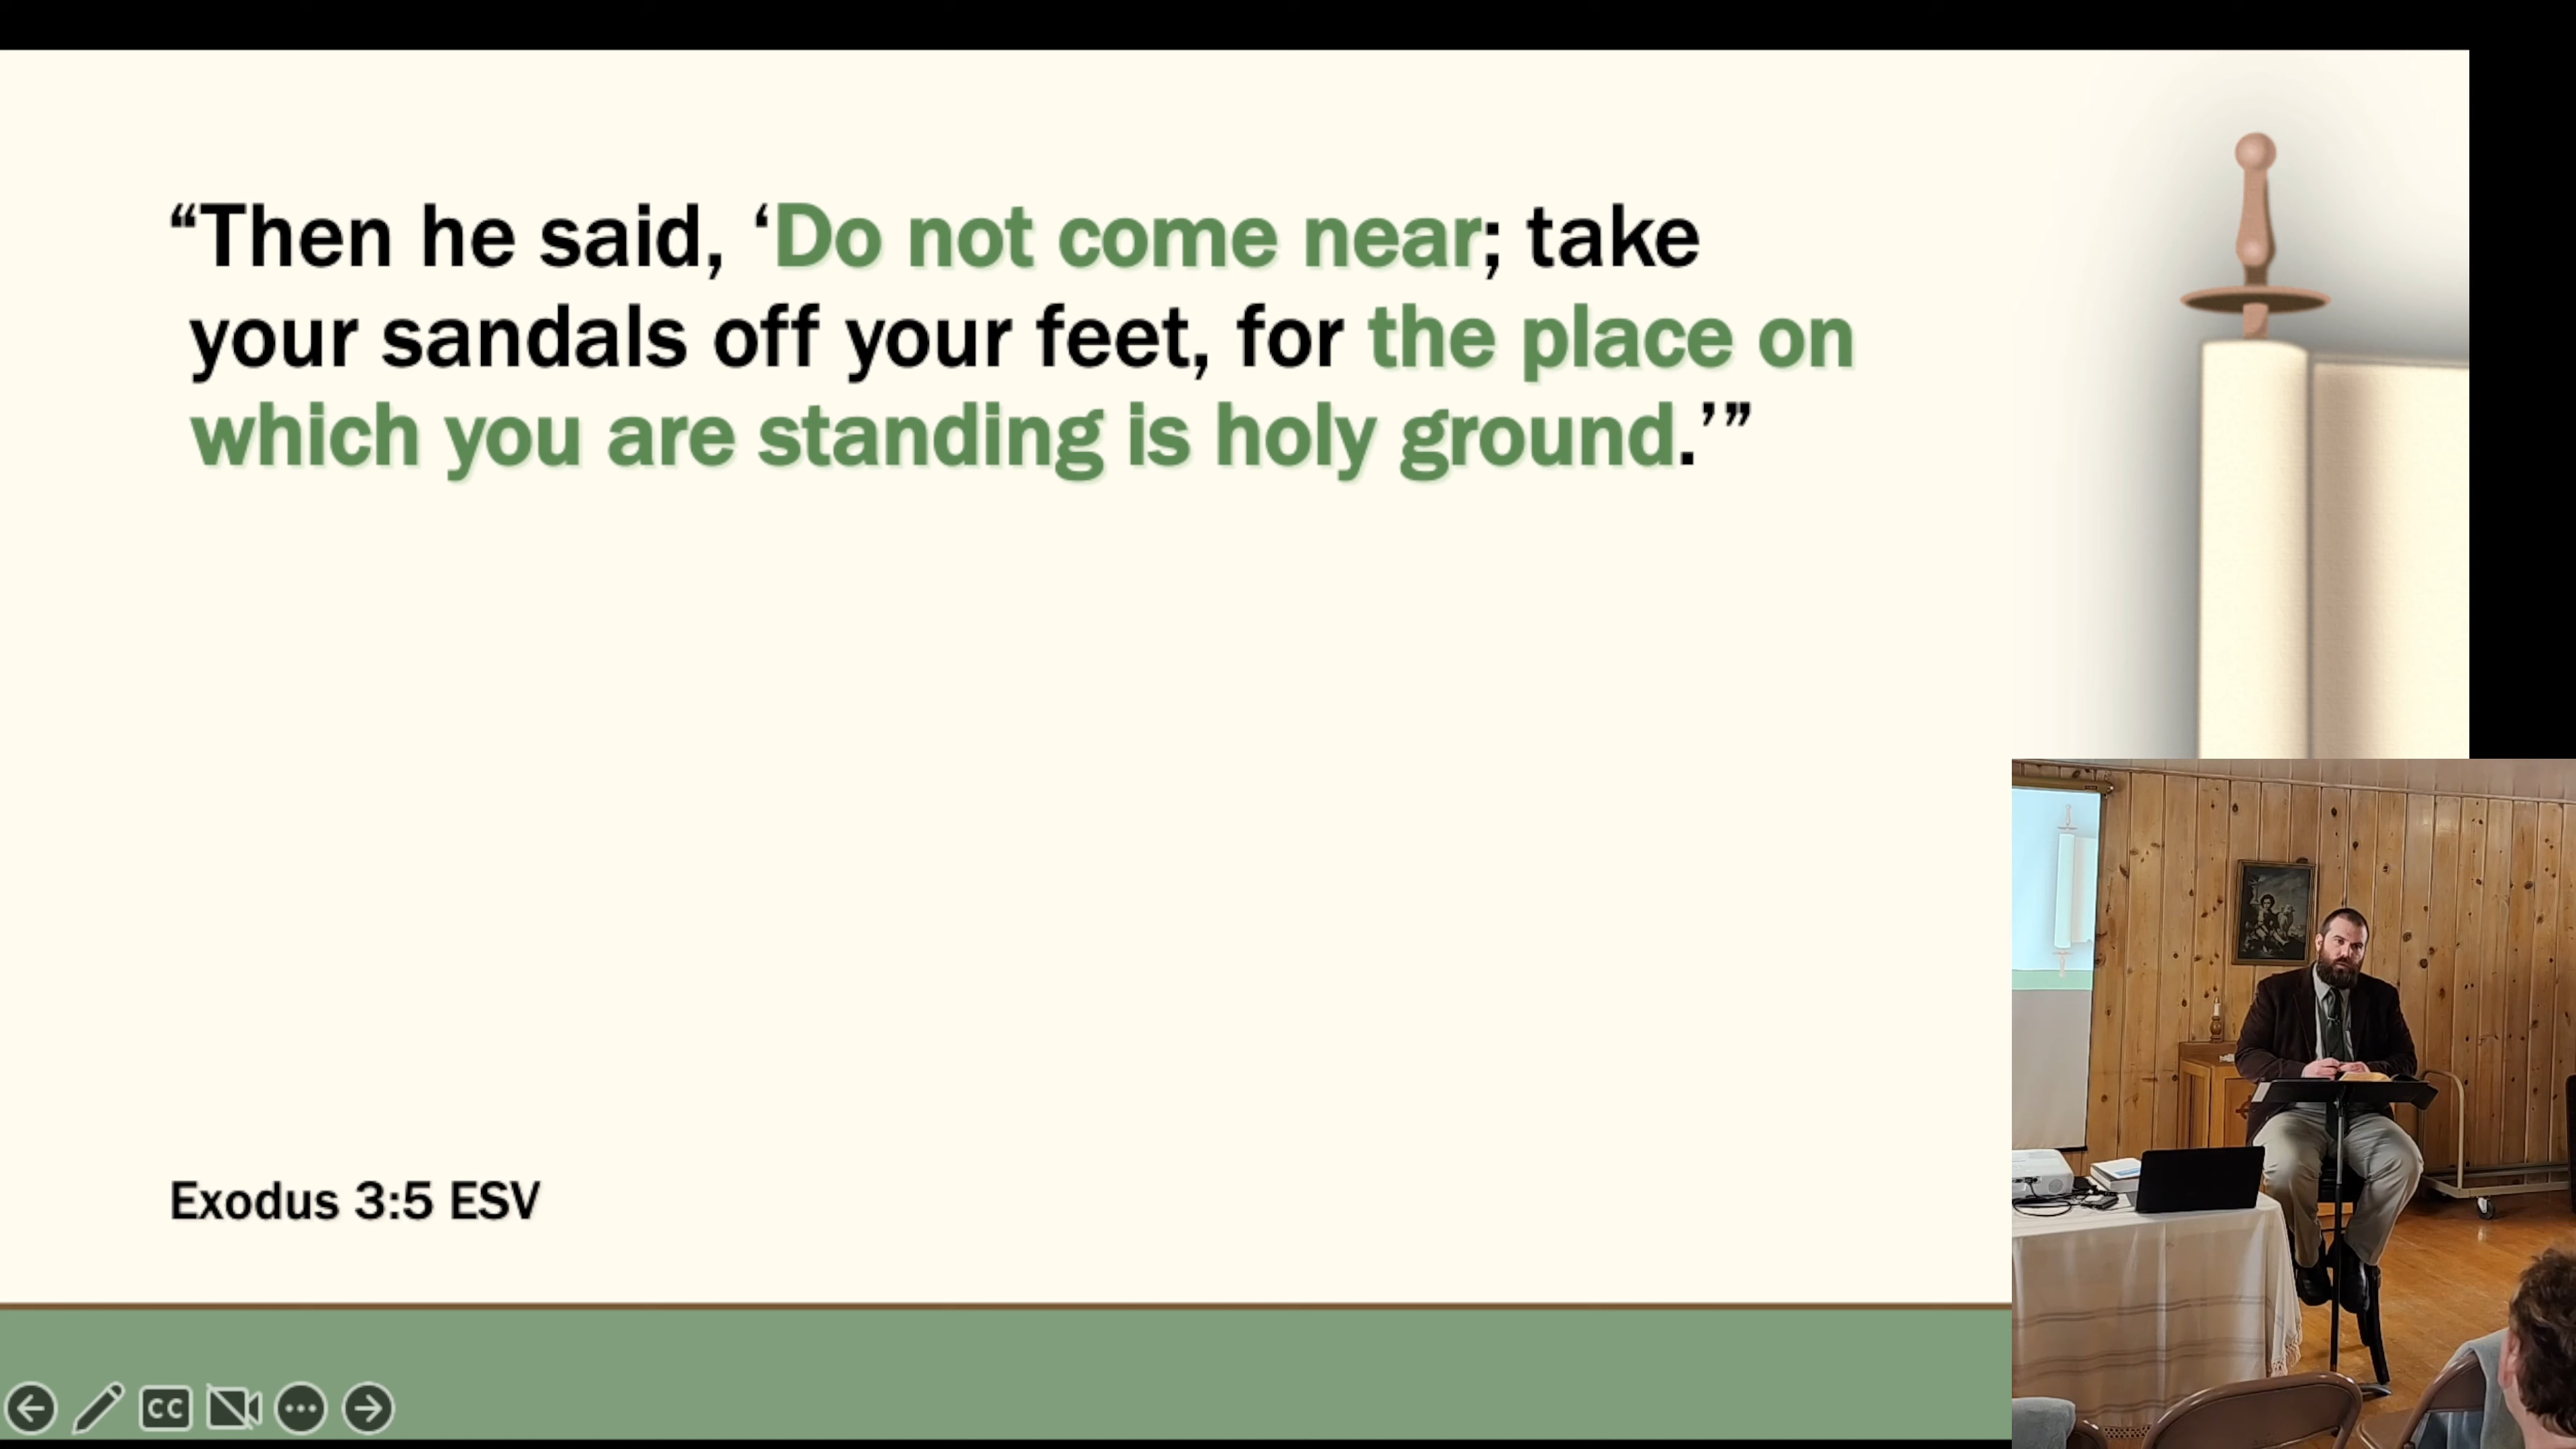 “Then he said, ‘Do not come near; take
your sandals off your feet, for the place on
which you are standing is holy ground.’”
Exodus 3:5 ESV
CC